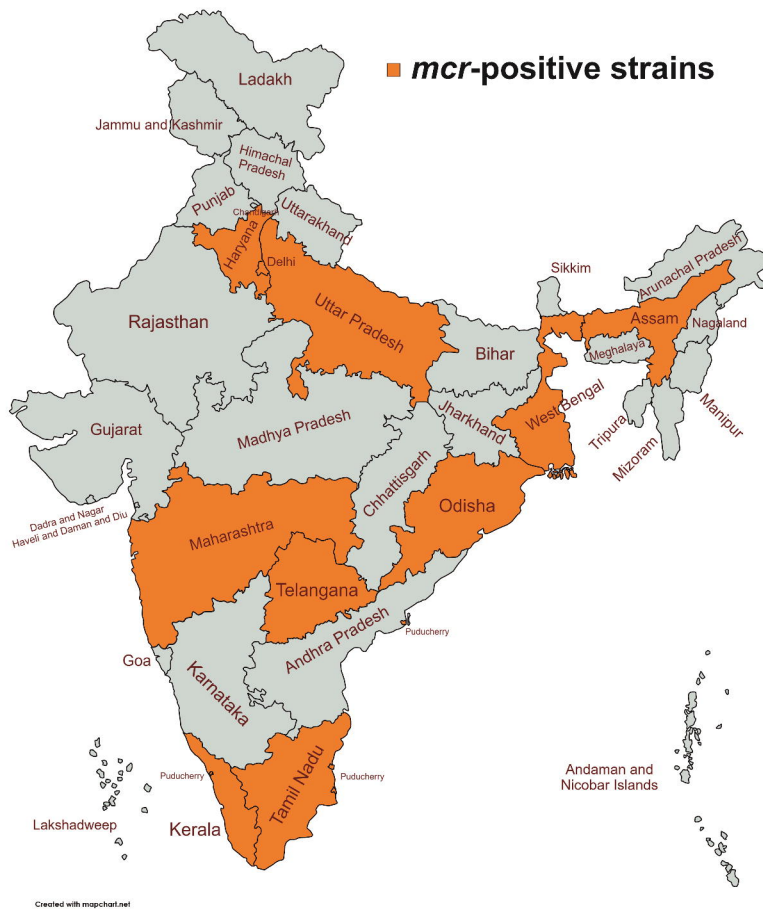 Ladakh
mcr-positive strains
Jammu and Kashmir
Himachal
Pradesh
Punjab
Chandigarh
Uttarakhand
Haryana
Delhi
Arunachal Pradesh
Sikkim
Rajasthan
Uttar Pradesh
Assam
Nagaland
Bihar
Meghalaya
Gujarat
Madhya Pradesh
Jharkhand
West Bengal
Tripura
Mizoram
Manipur
Chhattisgarh
Dadra and Nagar
Haveli and Daman and Diu
Maharashtra
Odisha
Telangana
Andhra Pradesh
Puducherry
Goa
Karnataka
Puducherry
Tamil Nadu
Puducherry
Andaman and
Nicobar Islands
Lakshadweep
Kerala
Created with mapchart.net